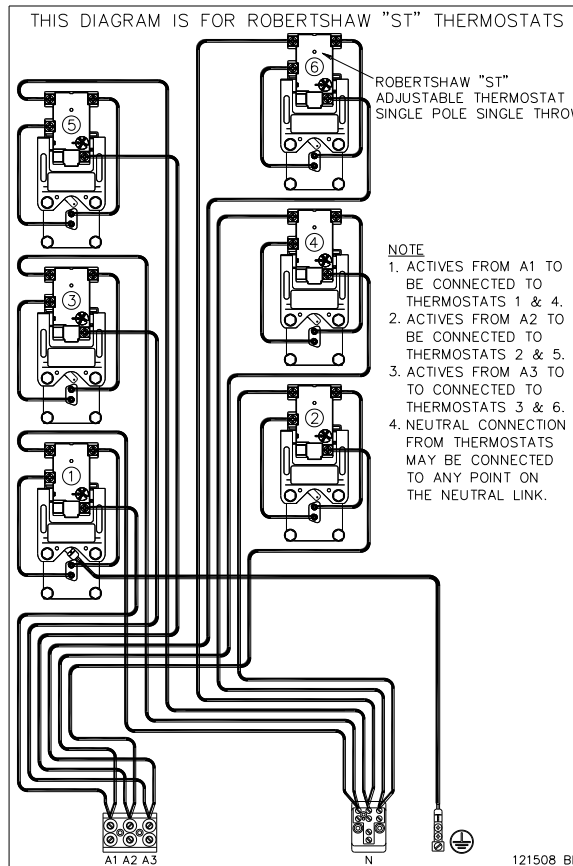 THIS DIAGRAM IS FOR ROBERTSHAW "ST" THERMOSTATS
6
ROBERTSHAW "ST"
ADJUSTABLE THERMOSTAT
SINGLE POLE SINGLE THROW
5
4
3
2
1
NOTE
1. ACTIVES FROM A1 TO
BE CONNECTED TO
THERMOSTATS 1 & 4.
2. ACTIVES FROM A2 TO
BE CONNECTED TO
THERMOSTATS 2 & 5.
3. ACTIVES FROM A3 TO
TO CONNECTED TO
THERMOSTATS 3 & 6.
4. NEUTRAL CONNECTION
FROM THERMOSTATS
MAY BE CONNECTED
TO ANY POINT ON
THE NEUTRAL LINK.
A1 A2 A3
N
121508